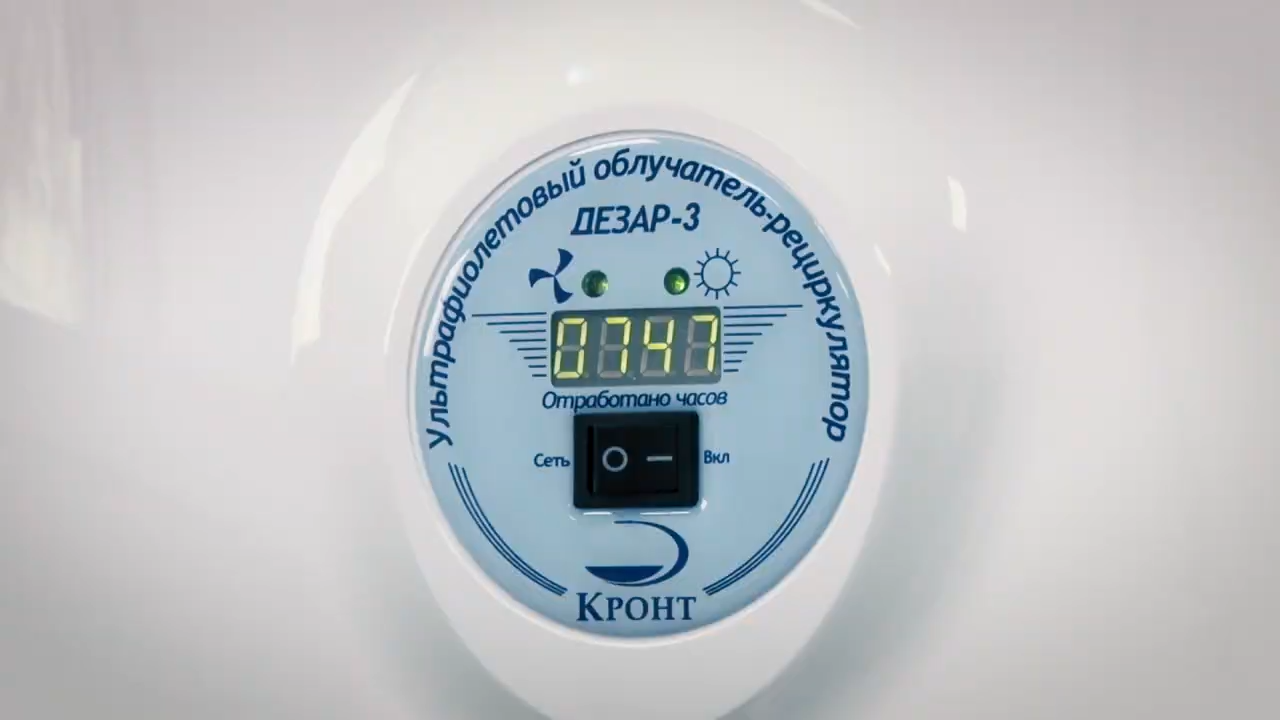 Ультрафиолетовый облучатель-рециркулятор
ДЕЗАР-3
0747
Отработано часов
Сеть
Вкл
КРОНТ